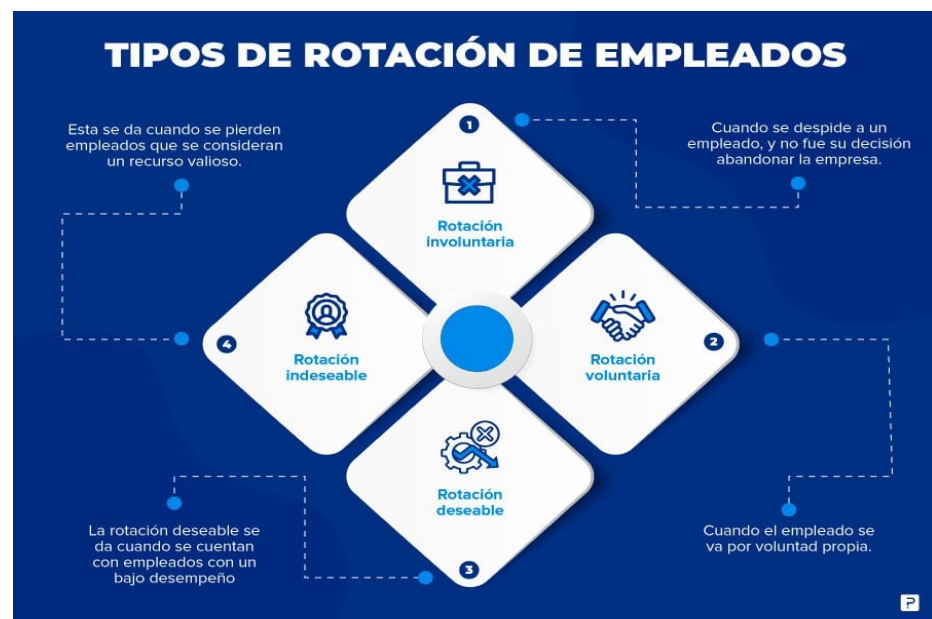 TIPOS DE ROTACIÓN DE EMPLEADOS
1
Rotación
involuntaria
Cuando se despide a un
empleado, y no fue su decisión
abandonar la empresa.
2
Rotación
voluntaria
Cuando el empleado se
va por voluntad propia.
3
Rotación
deseable
La rotación deseable se
da cuando se cuentan
con empleados con un
bajo desempeño
4
Rotación
indeseable
Esta se da cuando se pierden
empleados que se consideran
un recurso valioso.